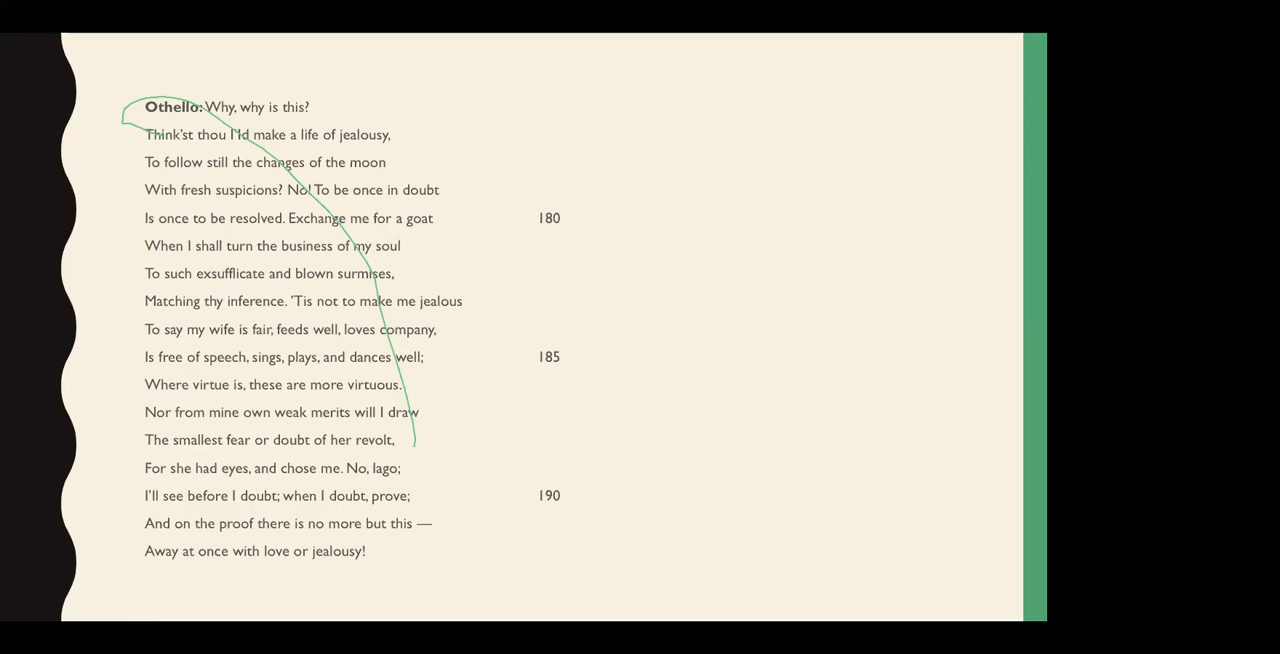 Othello: Why, why is this?
Think'st thou I'ld make a life of jealousy,
To follow still the changes of the moon
With fresh suspicions? No! To be once in doubt
Is once to be resolved. Exchange me for a goat 180
When I shall turn the business of my soul
To such exsufflicate and blown surmises,
Matching thy inference. 'Tis not to make me jealous
To say my wife is fair, feeds well, loves company,
Is free of speech, sings, plays, and dances well; 185
Where virtue is, these are more virtuous.
Nor from mine own weak merits will I draw
The smallest fear or doubt of her revolt,
For she had eyes, and chose me. No, Iago;
I'll see before I doubt; when I doubt, prove; 190
And on the proof there is no more but this —
Away at once with love or jealousy!